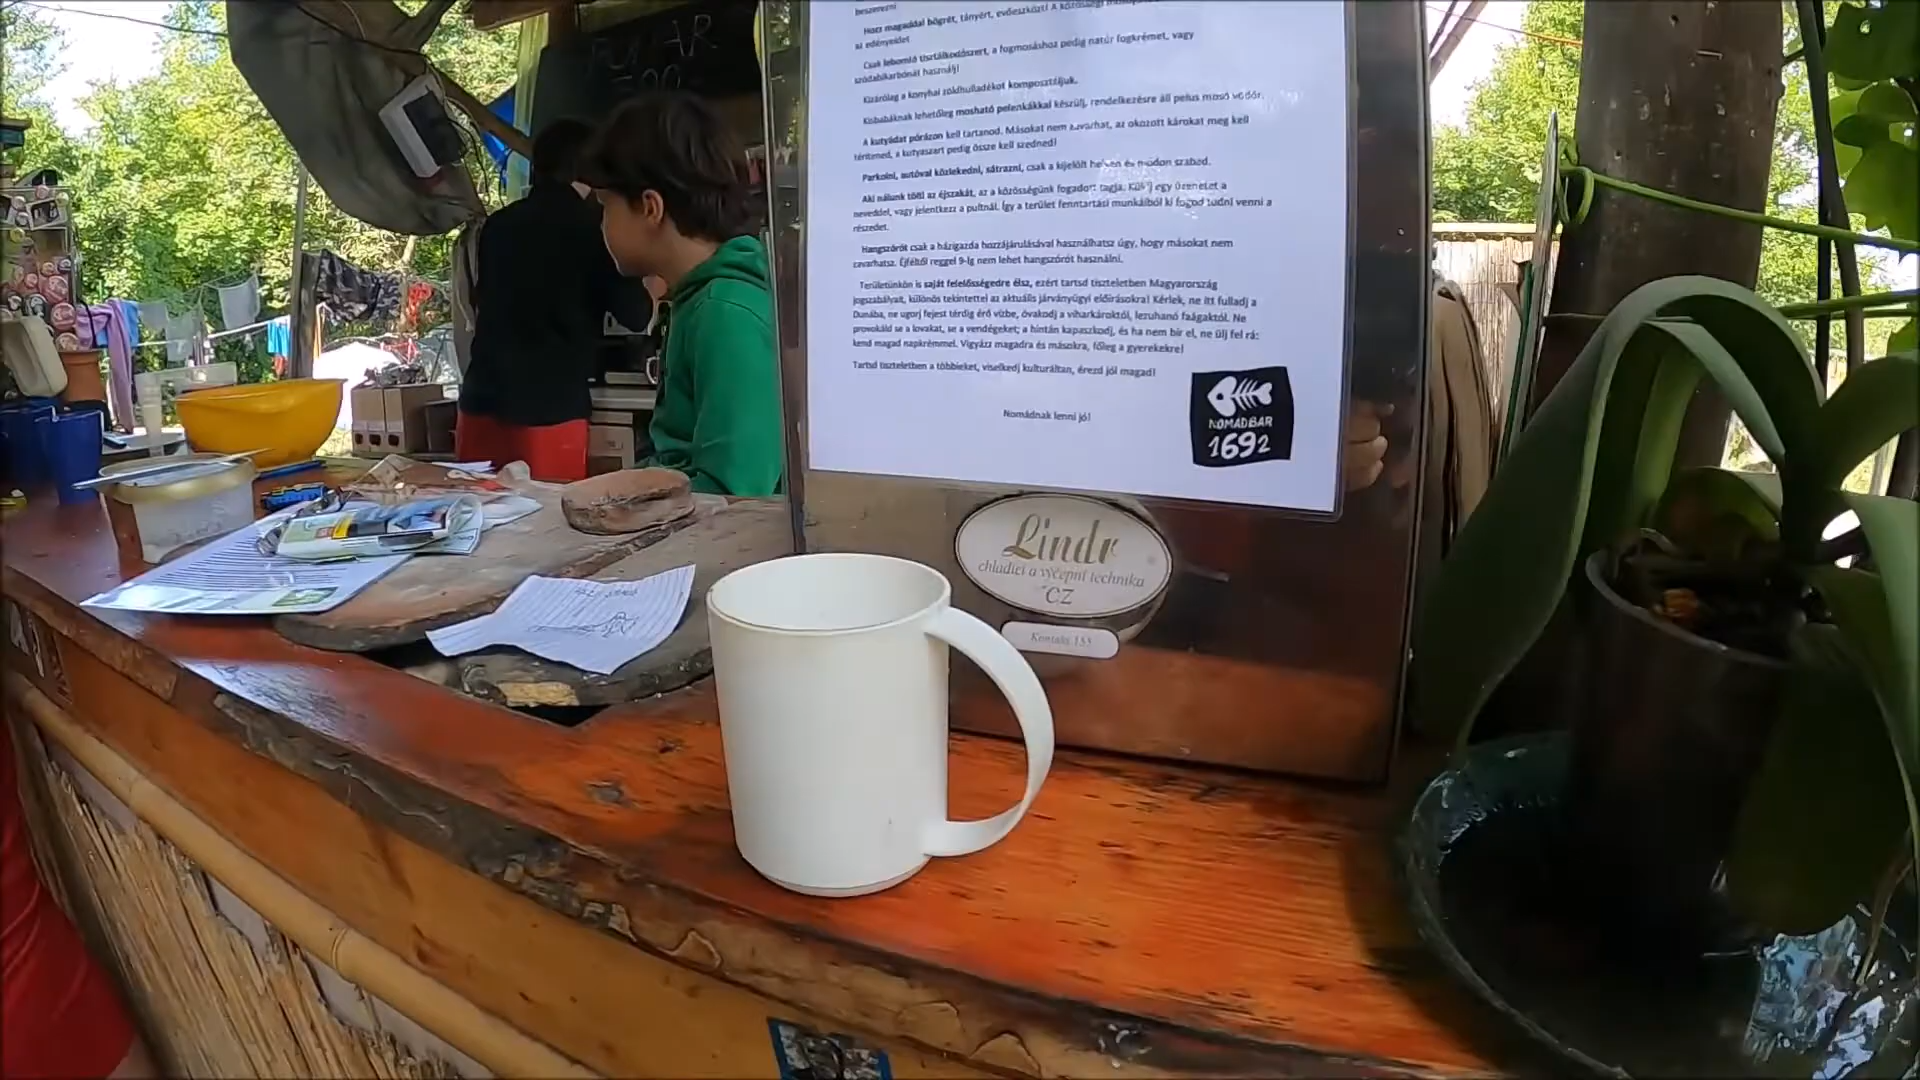 beszerezni
Hozz magaddal bögrét, tányért, evőeszközt! A közösségi
az edényeidet
Csak lebomló tisztálkodószert, a fogmosáshoz pedig natúr fogkrémet, vagy
szódabikarbónát használj!
Kizárólag a konyhai zöldhulladékot komposztáljuk.
Kisbabáknak lehetőleg mosható pelenkákkal készülj, rendelkezésre áll pelus mosó vödör.
A kutyádat pórázon kell tartanod. Másokat nem zavarhat, az okozott károkat meg kell
térítened, a kutyaszart pedig össze kell szedned!
Parkolni, autóval közlekedni, sátrazni, csak a kijelölt helyen és módon szabad.
Aki nálunk tölti az éjszakát, az a közösségünk fogadott tagja. Küldj egy üzenetet a
neveddel, vagy jelentkezz a pultnál. Így a terület fenntartási munkáiból ki fogod tudni venni a
részedet.
Hangszórót csak a házigazda hozzájárulásával használhatsz úgy, hogy másokat nem
zavarhatsz. Éjféltől reggel 9-ig nem lehet hangszórót használni.
Területünkön is saját felelősségedre élsz, ezért tartsd tiszteletben Magyarország
jogszabályait, különös tekintettel az aktuális járványügyi előírásokra! Kérlek, ne itt fulladj a
Dunába, ne ugorj fejest térdig érő vízbe, óvakodj a viharkároktól, lezuhanó faágaktól. Ne
provokáld se a lovakat, se a vendégeket; a hintán kapaszkodj, és ha nem bír el, ne ülj fel rá;
kend magad napkrémmel. Vigyázz magadra és másokra, főleg a gyerekekre!
Tartsd tiszteletben a többieket, viselkedj kulturáltan, érezd jól magad!
Nomádnak lenni jó!
NOMADBAR
1692
Lindr
chladící a výčepní technika
CZ
Kontakt 155